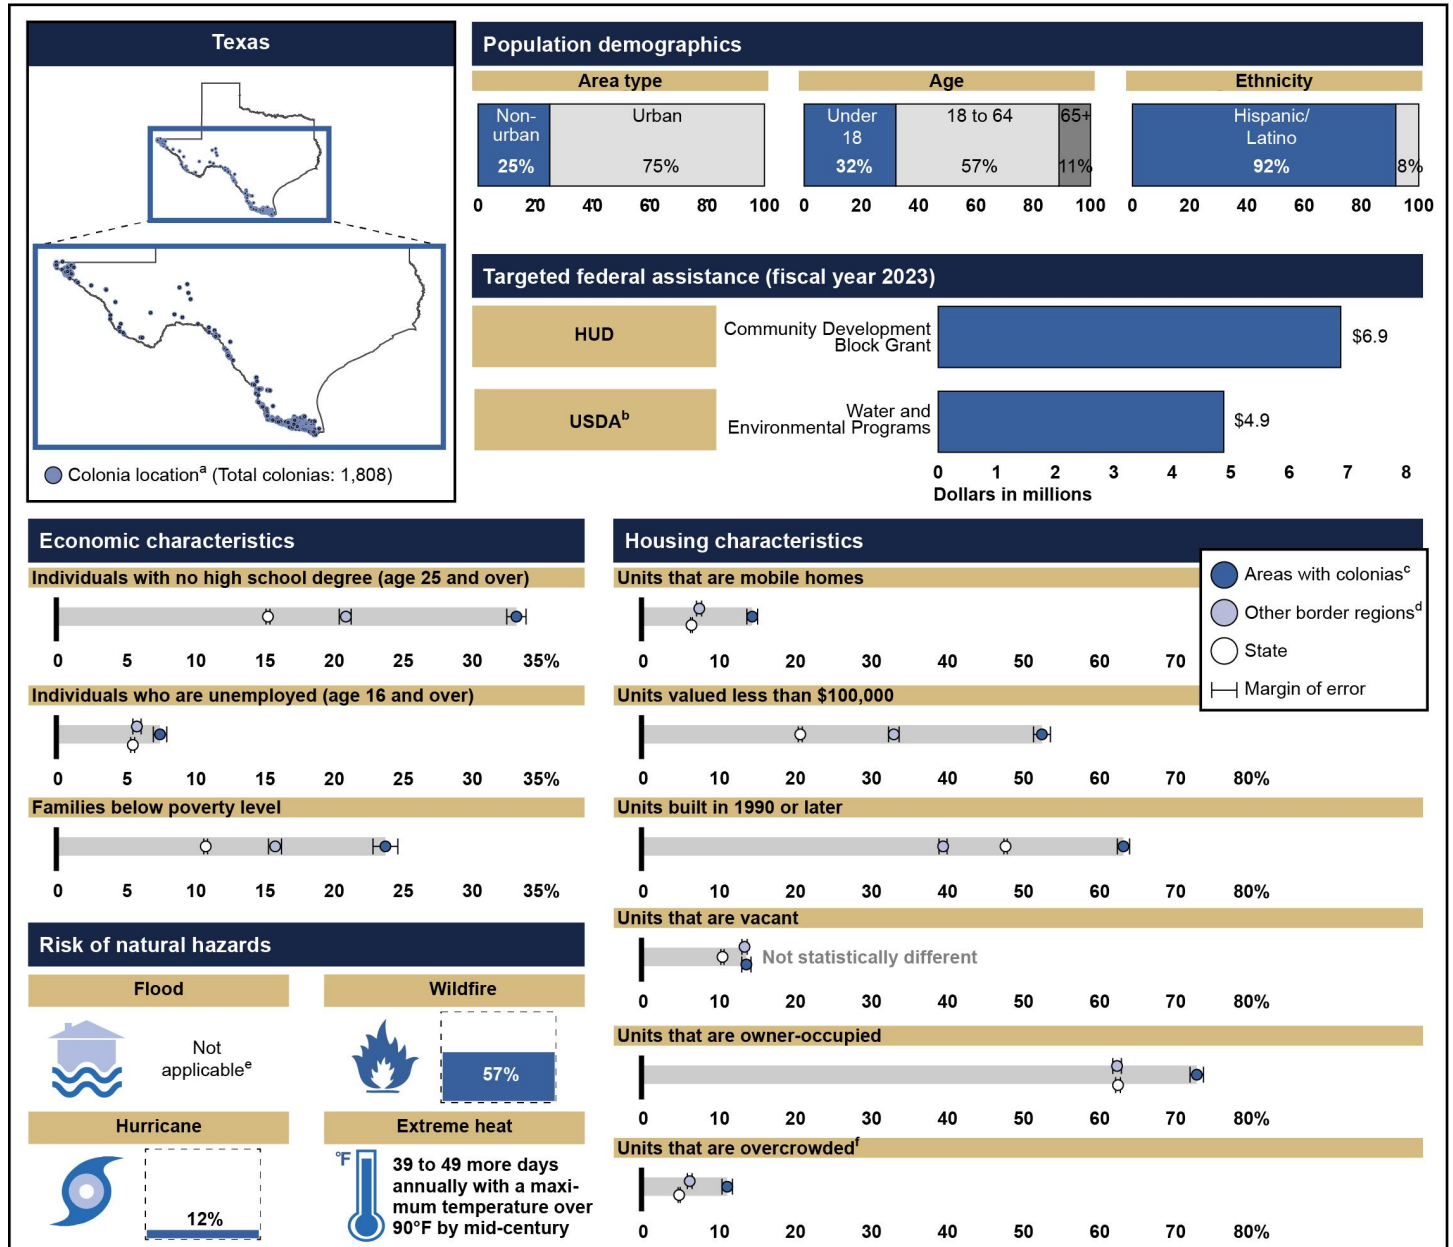 Texas
Colonia locationª (Total colonias: 1,808)
Population demographics
Area type
Non-
urban
25%
Urban
75%
0 20 40 60 80 100
Age
Under
18
32%
18 to 64
57%
65+
11%
0 20 40 60 80 100
Ethnicity
Hispanic/
Latino
92%
8%
0 20 40 60 80 100
Targeted federal assistance (fiscal year 2023)
HUD
Community Development
Block Grant
$6.9
USDAᵇ
Water and
Environmental Programs
$4.9
0 1 2 3 4 5 6 7 8
Dollars in millions
Economic characteristics
Individuals with no high school degree (age 25 and over)
0 5 10 15 20 25 30 35%
Individuals who are unemployed (age 16 and over)
0 5 10 15 20 25 30 35%
Families below poverty level
0 5 10 15 20 25 30 35%
Risk of natural hazards
Flood
Not
applicableᵉ
Wildfire
57%
Hurricane
12%
Extreme heat
°F
39 to 49 more days
annually with a maxi-
mum temperature over
90°F by mid-century
Housing characteristics
Areas with coloniasᶜ
Other border regionsᵈ
State
Margin of error
Units that are mobile homes
0 10 20 30 40 50 60 70
Units valued less than $100,000
0 10 20 30 40 50 60 70 80%
Units built in 1990 or later
0 10 20 30 40 50 60 70 80%
Units that are vacant
Not statistically different
0 10 20 30 40 50 60 70 80%
Units that are owner-occupied
0 10 20 30 40 50 60 70 80%
Units that are overcrowdedᶠ
0 10 20 30 40 50 60 70 80%